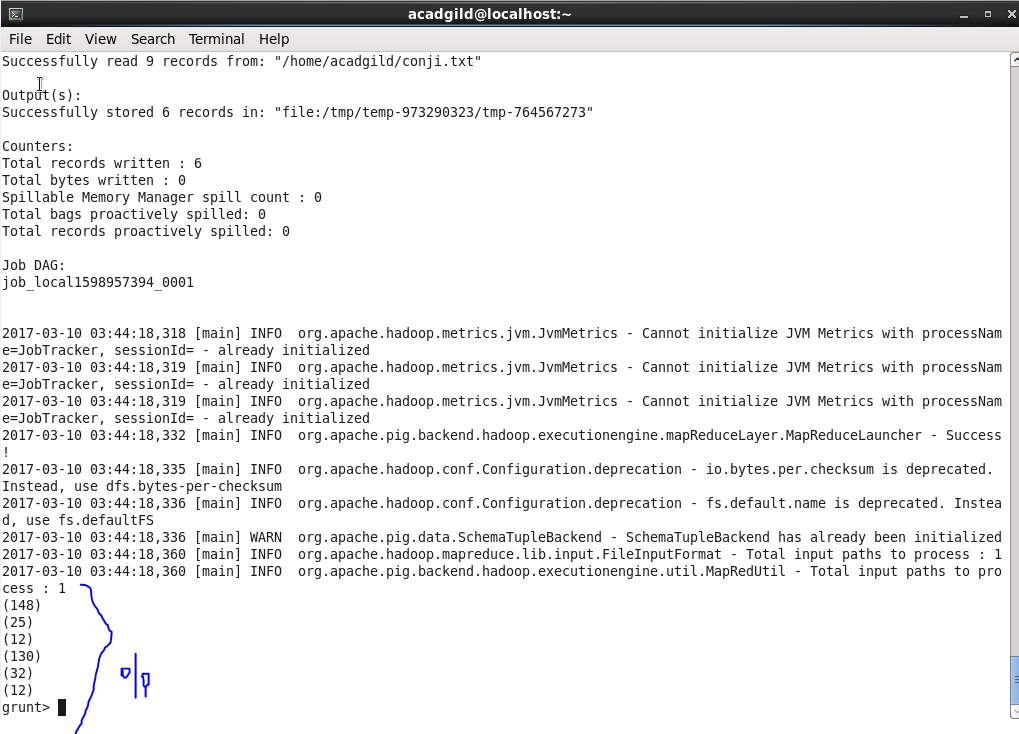 acadgild@localhost:~
File Edit View Search Terminal Help
Successfully read 9 records from: "/home/acadgild/conji.txt"
Output(s):
Successfully stored 6 records in: "file:/tmp/temp-973290323/tmp-764567273"
Counters:
Total records written : 6
Total bytes written : 0
Spillable Memory Manager spill count : 0
Total bags proactively spilled: 0
Total records proactively spilled: 0
Job DAG:
job_local1598957394_0001
2017-03-10 03:44:18,318 [main] INFO  org.apache.hadoop.metrics.jvm.JvmMetrics - Cannot initialize JVM Metrics with processNam
e=JobTracker, sessionId= - already initialized
2017-03-10 03:44:18,319 [main] INFO  org.apache.hadoop.metrics.jvm.JvmMetrics - Cannot initialize JVM Metrics with processNam
e=JobTracker, sessionId= - already initialized
2017-03-10 03:44:18,319 [main] INFO  org.apache.hadoop.metrics.jvm.JvmMetrics - Cannot initialize JVM Metrics with processNam
e=JobTracker, sessionId= - already initialized
2017-03-10 03:44:18,332 [main] INFO  org.apache.pig.backend.hadoop.executionengine.mapReduceLayer.MapReduceLauncher - Success
!
2017-03-10 03:44:18,335 [main] INFO  org.apache.hadoop.conf.Configuration.deprecation - io.bytes.per.checksum is deprecated.
Instead, use dfs.bytes-per-checksum
2017-03-10 03:44:18,336 [main] INFO  org.apache.hadoop.conf.Configuration.deprecation - fs.default.name is deprecated. Instea
d, use fs.defaultFS
2017-03-10 03:44:18,336 [main] WARN  org.apache.pig.data.SchemaTupleBackend - SchemaTupleBackend has already been initialized
2017-03-10 03:44:18,360 [main] INFO  org.apache.hadoop.mapreduce.lib.input.FileInputFormat - Total input paths to process : 1
2017-03-10 03:44:18,360 [main] INFO  org.apache.pig.backend.hadoop.executionengine.util.MapRedUtil - Total input paths to pro
cess : 1
(148)
(25)
(12)
(130)
(32)
(12)
o|p
grunt>